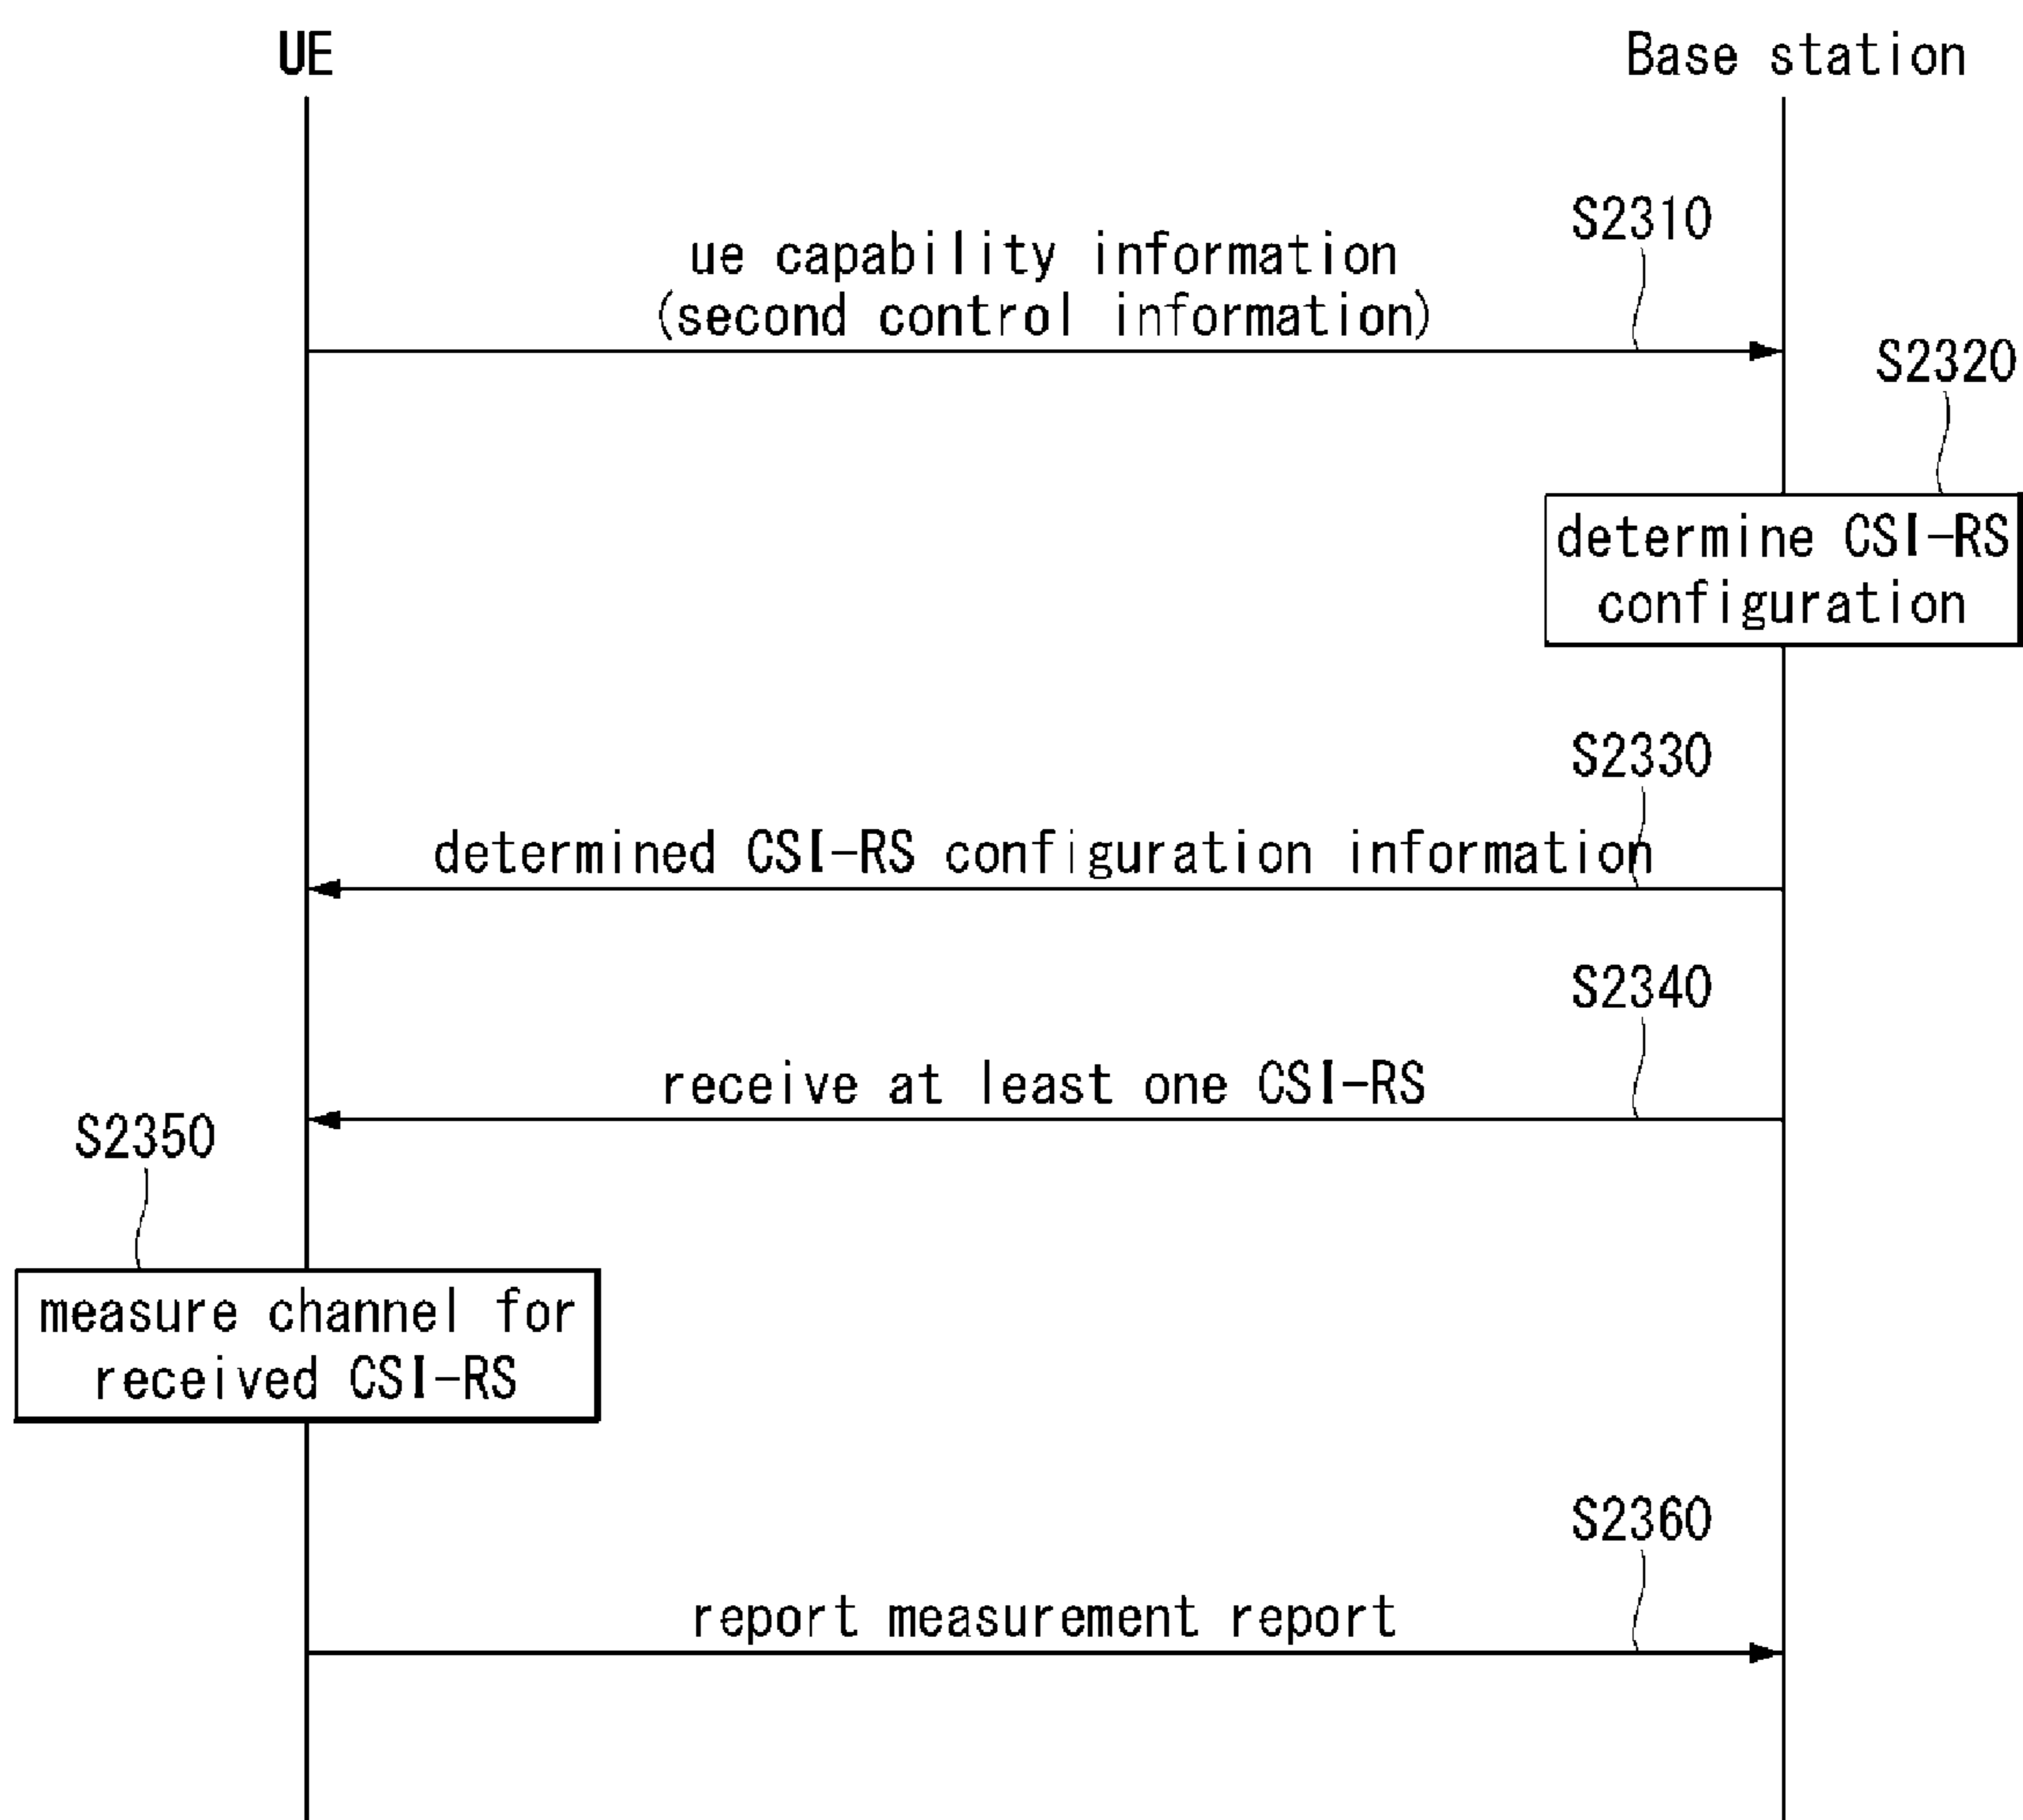 UE
Base station
S2310
ue capability information
(second control information)
S2320
determine CSI-RS
configuration
S2330
determined CSI-RS configuration information
S2340
receive at least one CSI-RS
S2350
measure channel for
received CSI-RS
S2360
report measurement report